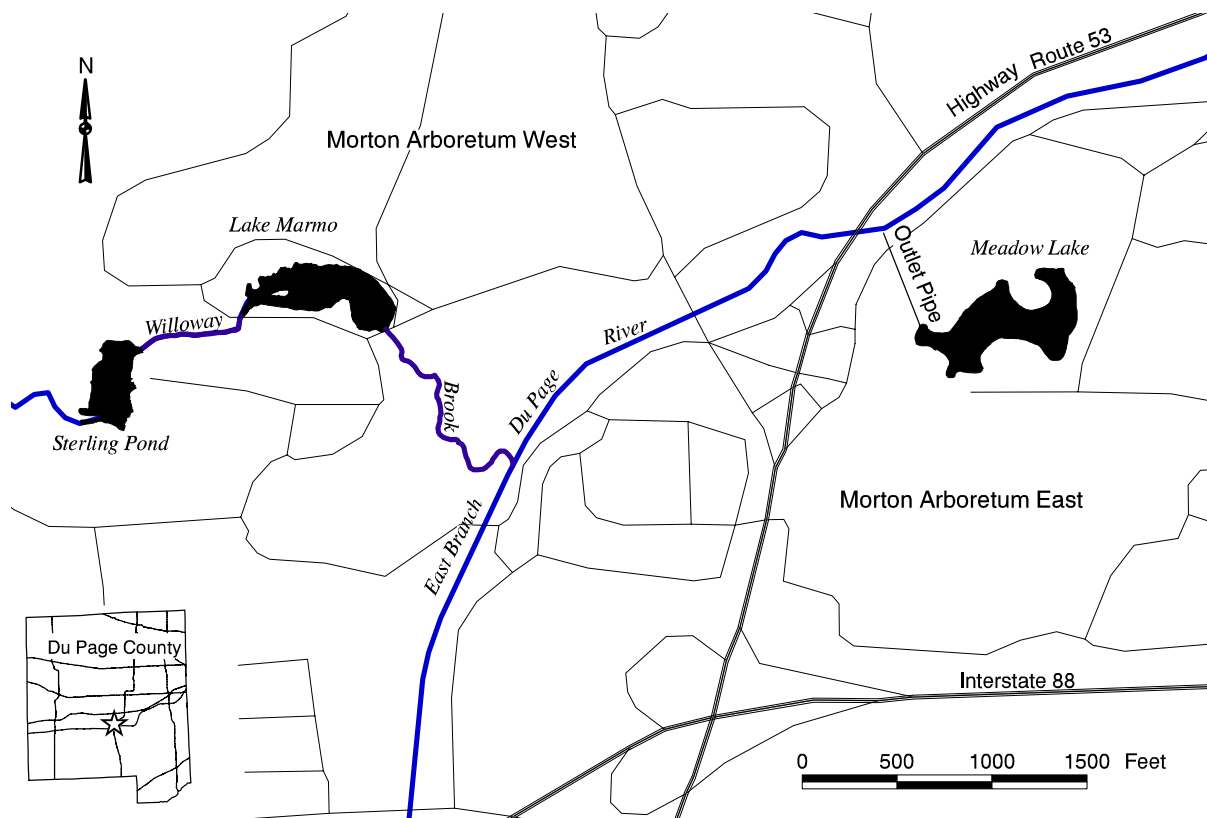 N
Morton Arboretum West
Highway Route 53
Lake Marmo
Outlet Pipe
Meadow Lake
Willoway
River
Brook
Du Page
Sterling Pond
Morton Arboretum East
East Branch
Du Page County
Interstate 88
0 500 1000 1500 Feet